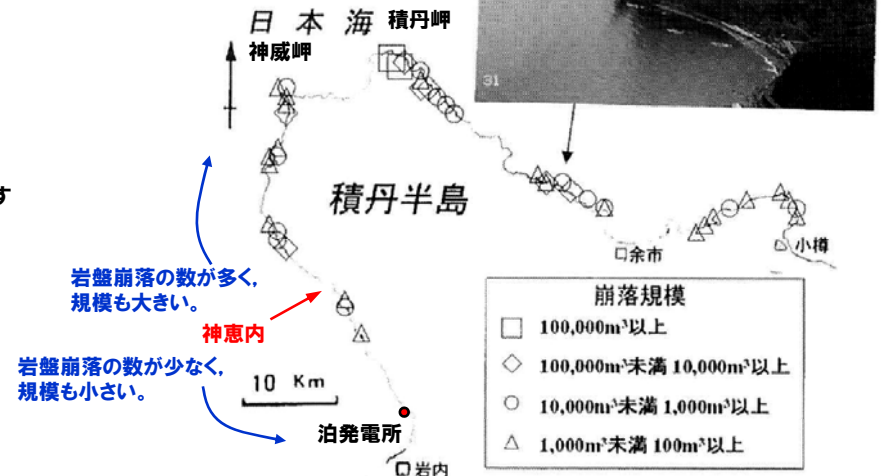 日本海
積丹岬
神威岬
31
す
積丹半島
余市
小樽
岩盤崩落の数が多く,
規模も大きい。
神恵内
岩盤崩落の数が少なく,
規模も小さい。
10 Km
泊発電所
岩内
崩落規模
100,000m³以上
100,000m³未満 10,000m³以上
10,000m³未満 1,000m³以上
1,000m³未満 100m³以上